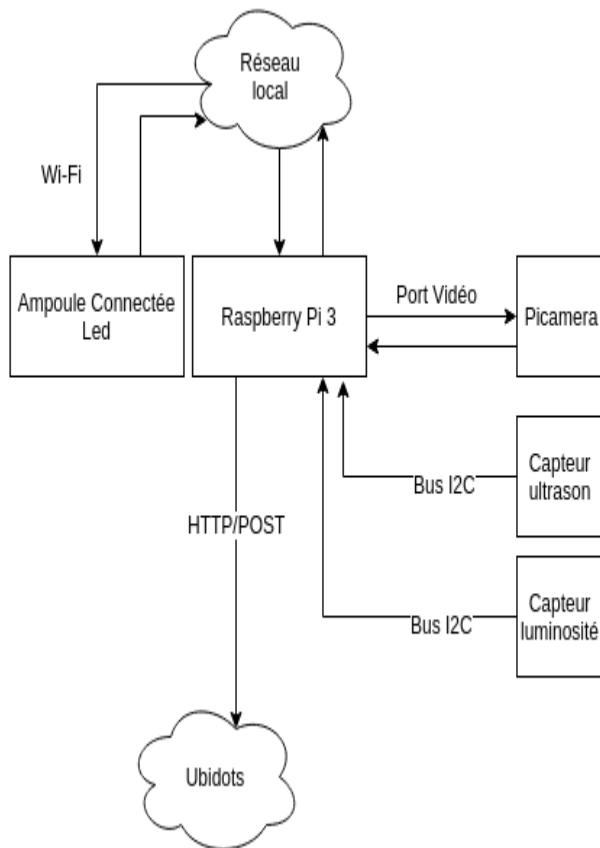 Réseau
local
Wi-Fi
Ampoule Connectée
Led
Raspberry Pi 3
Port Vidéo
Picamera
Capteur
ultrason
Bus I2C
HTTP/POST
Capteur
luminosité
Bus I2C
Ubidots